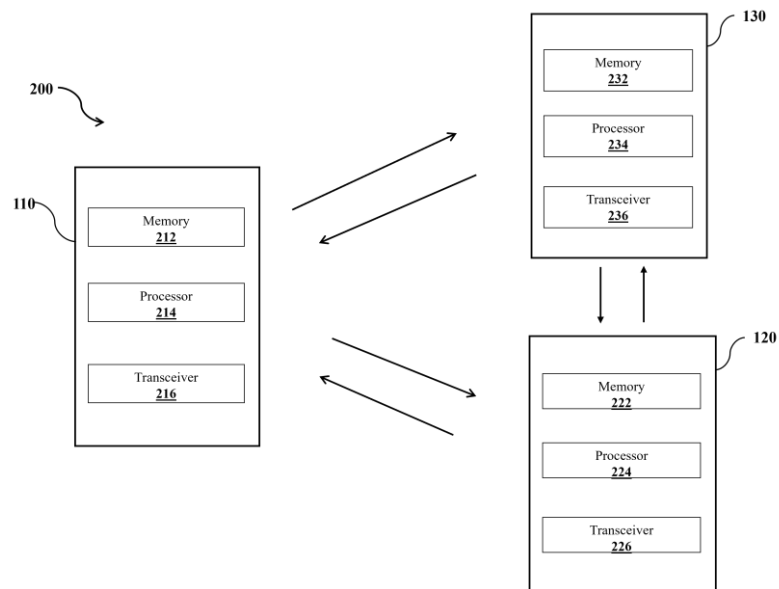 200
110
Memory
212
Processor
214
Transceiver
216
130
Memory
232
Processor
234
Transceiver
236
120
Memory
222
Processor
224
Transceiver
226